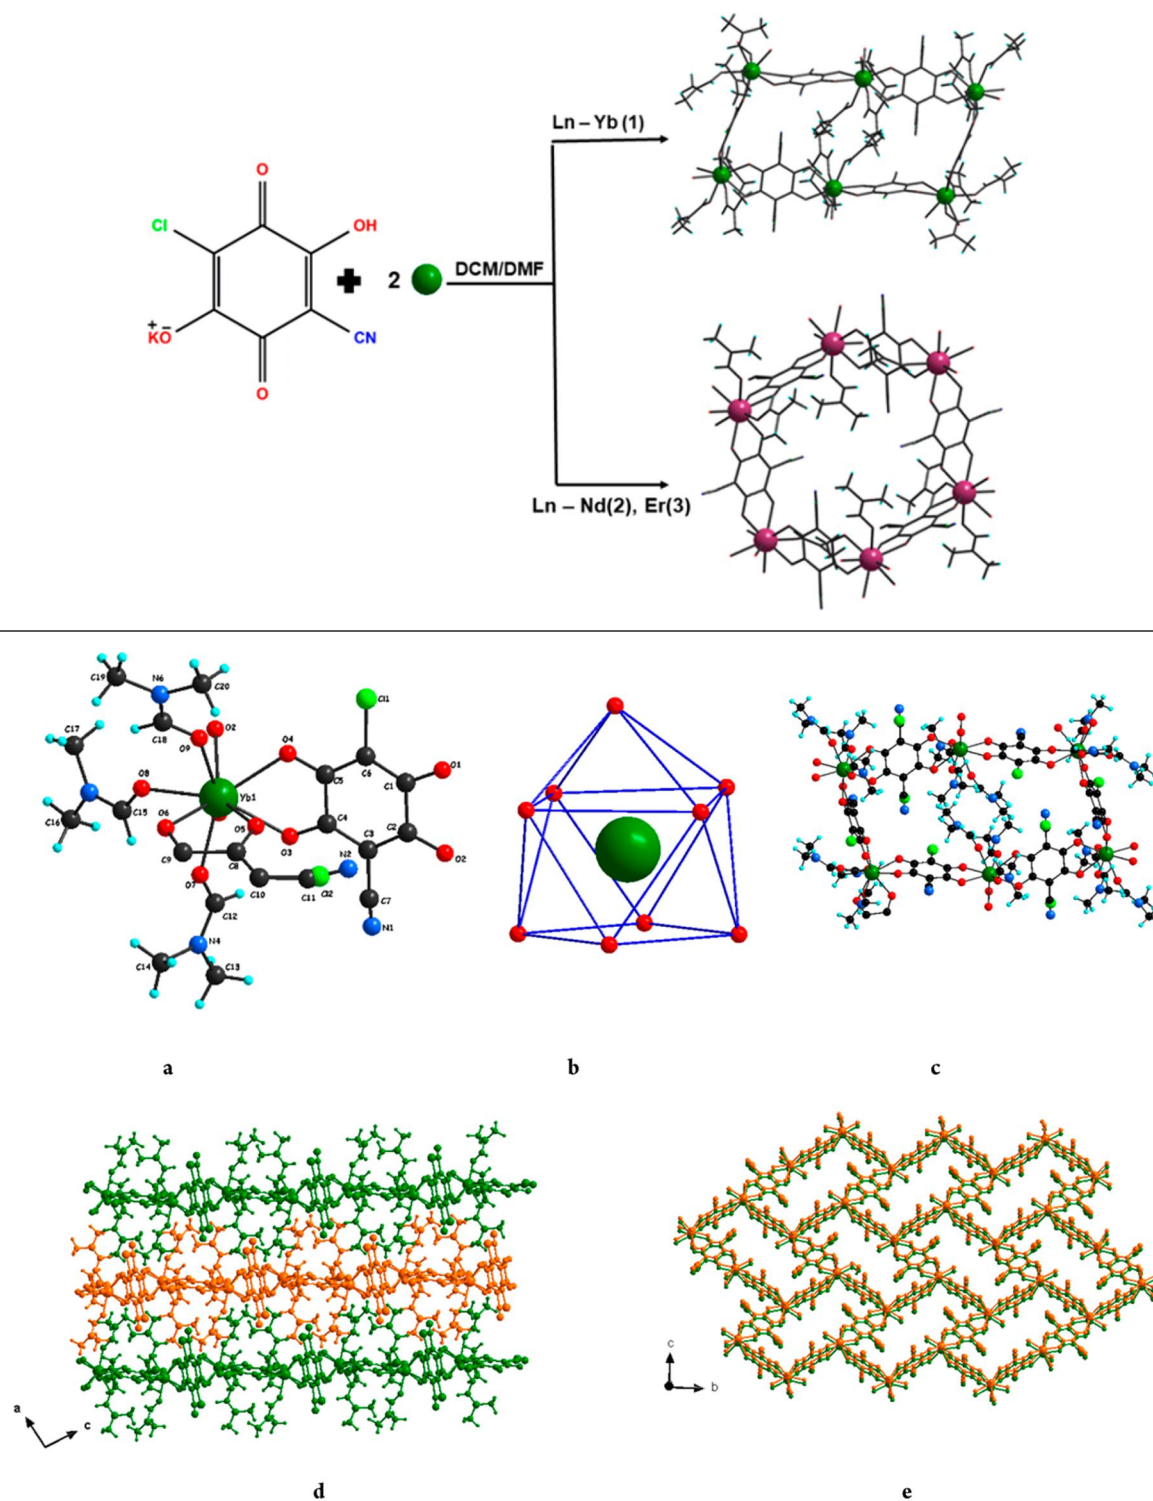 Ln – Yb (1)
O
Cl
OH
DCM/DMF
2
+ –
KO
CN
O
Ln – Nd(2), Er(3)
N6
C19
C20
Cl1
C17
O2
C18
O9
O4
O8
C6
O1
C5
C1
Yb1
C16
C15
O6
O5
C4
C2
C3
O3
N2
O2
C9
C8
O7
C10
C11
Cl2
C7
C12
N1
N4
C14
C13
a
b
c
c
b
a
c
d
e